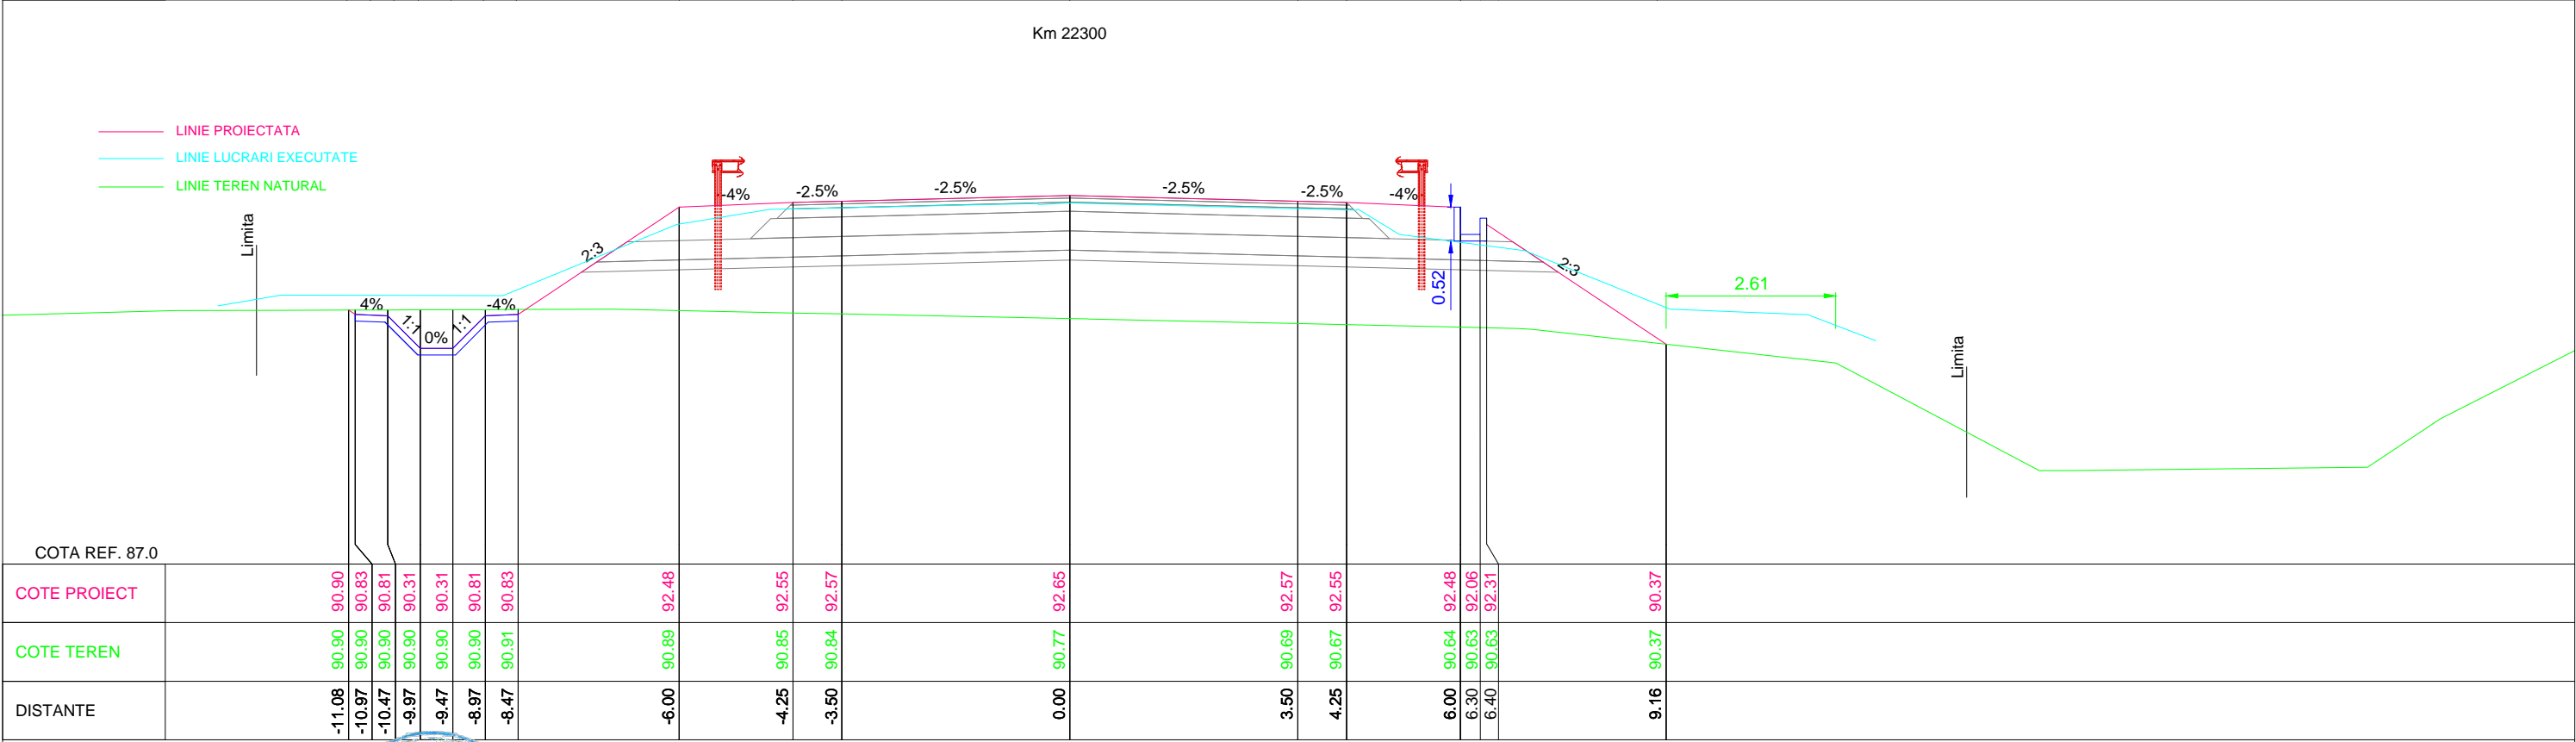 Km 22300
LINIE PROIECTATA
LINIE LUCRARI EXECUTATE
LINIE TEREN NATURAL
Limita
-4%
-2.5%
-2.5%
-2.5%
-2.5%
-4%
2:3
2:3
0.52
2.61
4%
1:1
0%
1:1
-4%
Limita
COTA REF. 87.0
COTE PROIECT 90.90 90.83 90.81 90.31 90.31 90.81 90.83 92.48 92.55 92.57 92.65 92.57 92.55 92.48 92.06 92.31 90.37
COTE TEREN 90.90 90.90 90.90 90.90 90.90 90.90 90.91 90.89 90.85 90.84 90.77 90.69 90.67 90.64 90.63 90.63 90.37
DISTANTE -11.08 -10.97 -10.47 -9.97 -9.47 -8.97 -8.47 -6.00 -4.25 -3.50 0.00 3.50 4.25 6.00 6.30 6.40 9.16